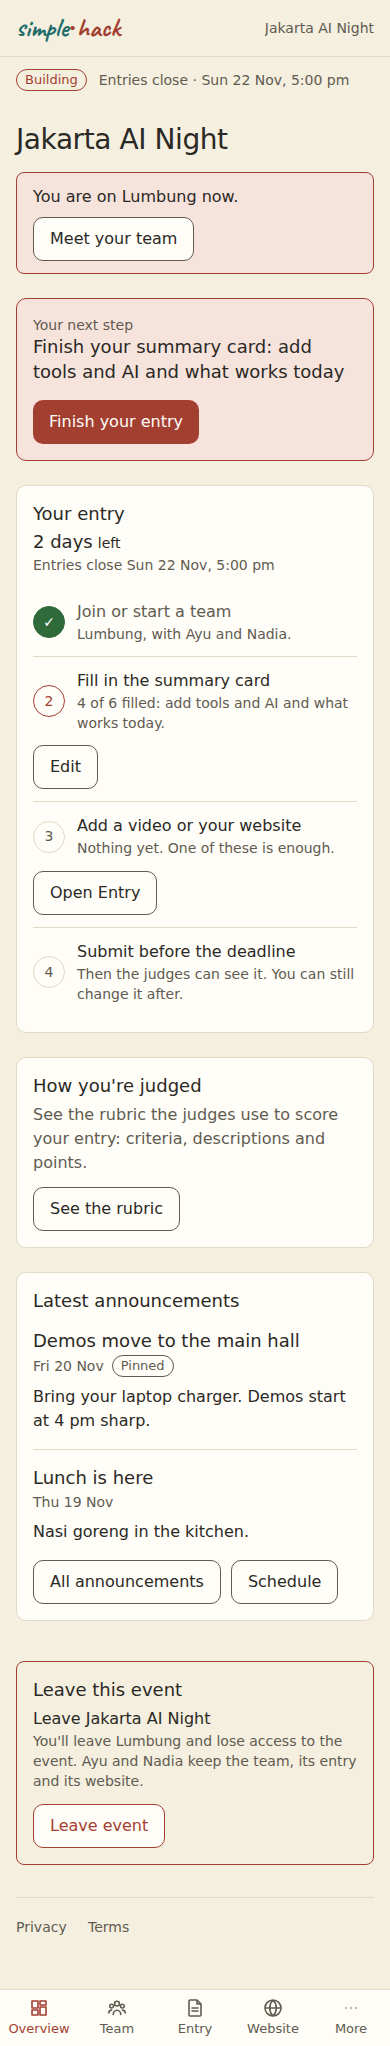 simple·hack
Jakarta AI Night
Building
Entries close · Sun 22 Nov, 5:00 pm
Jakarta AI Night
You are on Lumbung now.
Meet your team
Your next step
Finish your summary card: add
tools and AI and what works today
Finish your entry
Your entry
2 days left
Entries close Sun 22 Nov, 5:00 pm
✓ Join or start a team
Lumbung, with Ayu and Nadia.
2 Fill in the summary card
4 of 6 filled: add tools and AI and what
works today.
Edit
3 Add a video or your website
Nothing yet. One of these is enough.
Open Entry
4 Submit before the deadline
Then the judges can see it. You can still
change it after.
How you're judged
See the rubric the judges use to score
your entry: criteria, descriptions and
points.
See the rubric
Latest announcements
Demos move to the main hall
Fri 20 Nov Pinned
Bring your laptop charger. Demos start
at 4 pm sharp.
Lunch is here
Thu 19 Nov
Nasi goreng in the kitchen.
All announcements Schedule
Leave this event
Leave Jakarta AI Night
You'll leave Lumbung and lose access to the
event. Ayu and Nadia keep the team, its entry
and its website.
Leave event
Privacy Terms
Overview Team Entry Website More